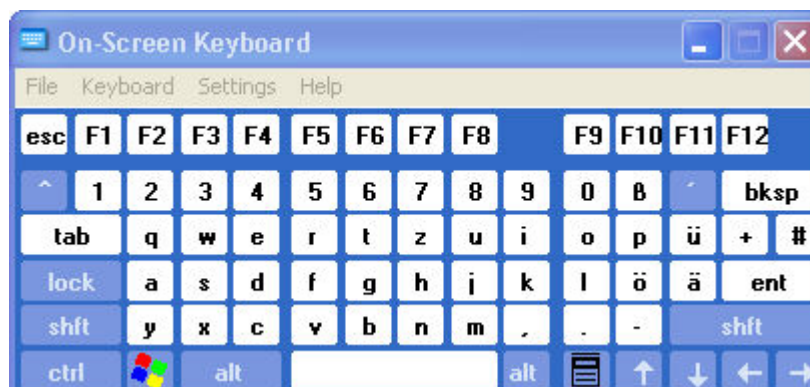 On-Screen Keyboard
File Keyboard Settings Help
esc F1 F2 F3 F4 F5 F6 F7 F8 F9 F10 F11 F12
^ 1 2 3 4 5 6 7 8 9 0 ß ´ bksp
tab q w e r t z u i o p ü + #
lock a s d f g h j k l ö ä ent
shft y x c v b n m , . - shft
ctrl alt alt ↑ ↓ ← →